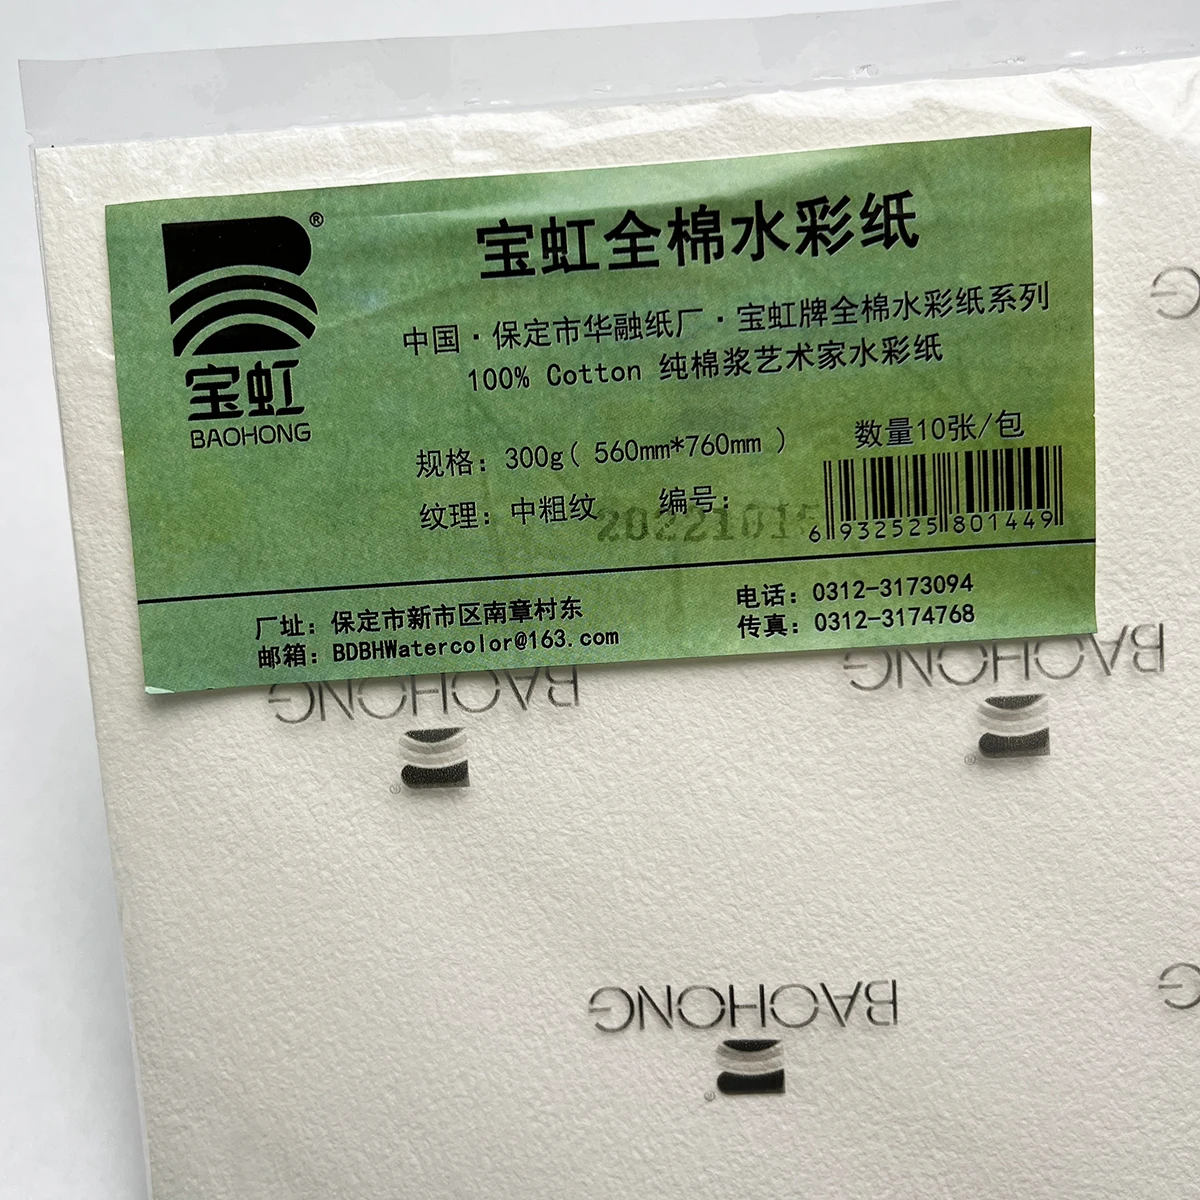 ®
宝虹
BAOHONG
宝虹全棉水彩纸
中国·保定市华融纸厂·宝虹牌全棉水彩纸系列
100% Cotton 纯棉浆艺术家水彩纸
规格：300g( 560mm*760mm )
数量10张/包
纹理：中粗纹
编号：
20221015
6 932525 801449
厂址：保定市新市区南章村东
电话：0312-3173094
邮箱：BDBHWatercolor@163.com
传真：0312-3174768
BAOHONG
BAOHONG
®
®
BAOHONG
®
G
G